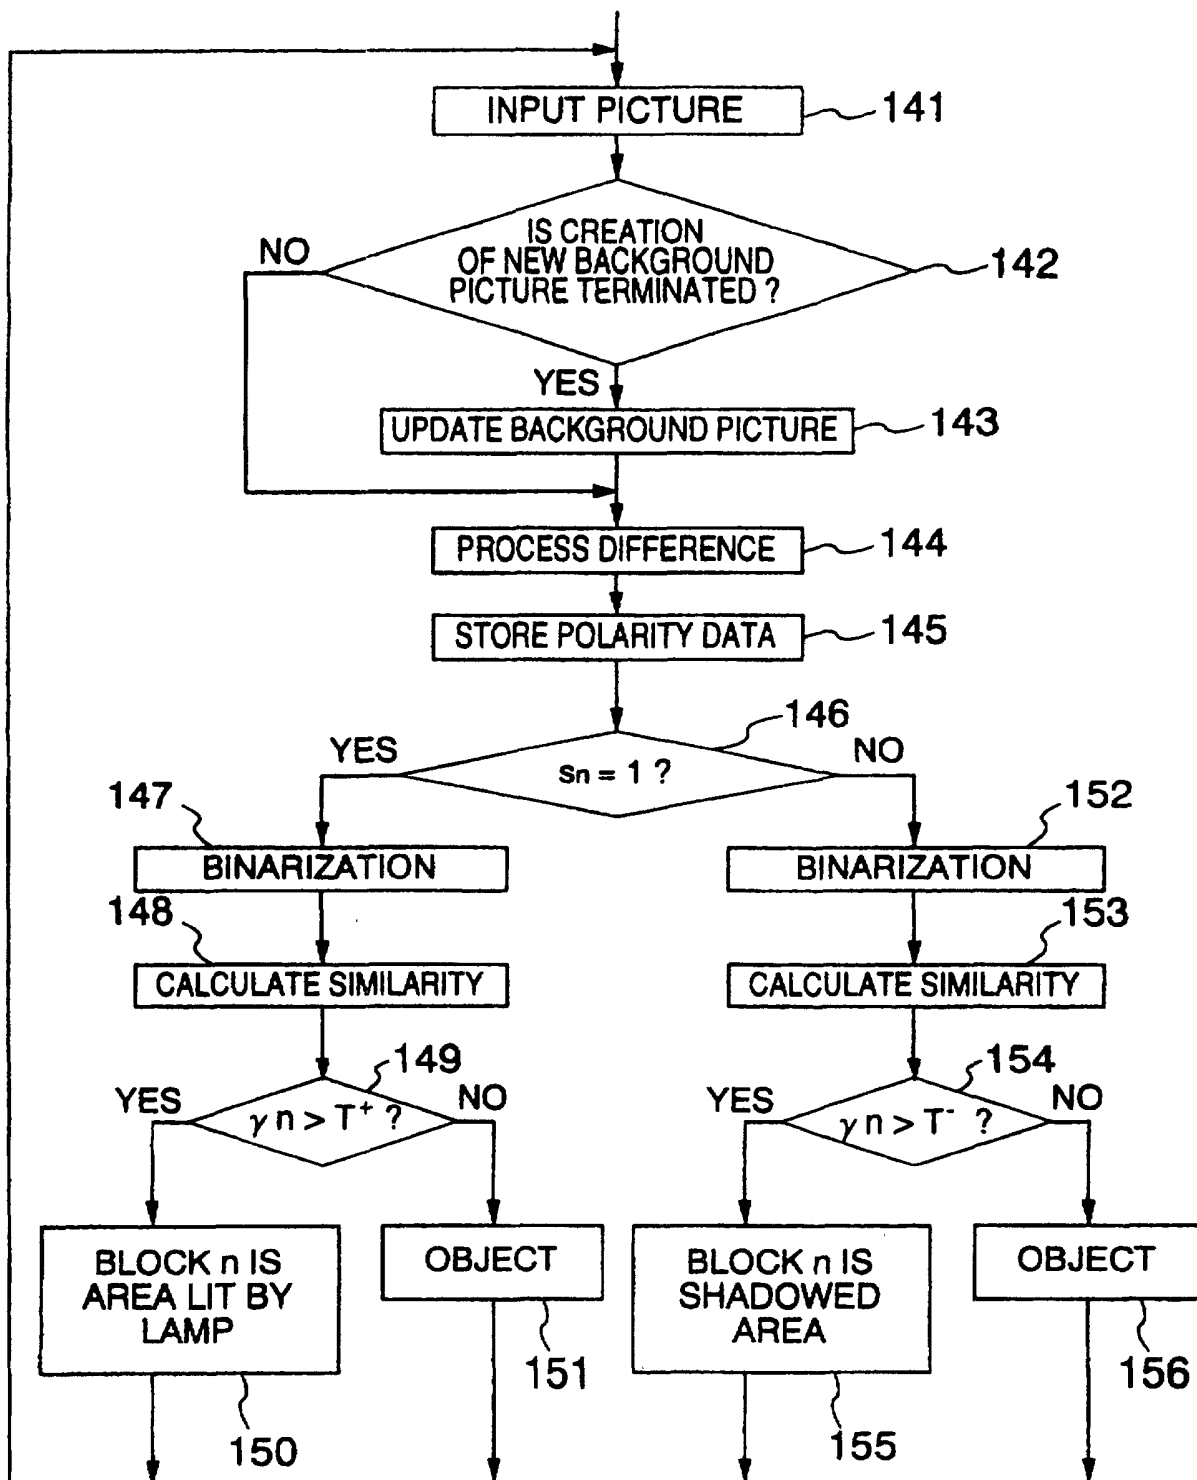 INPUT PICTURE
141
IS CREATION
OF NEW BACKGROUND
PICTURE TERMINATED ?
142
NO
YES
UPDATE BACKGROUND PICTURE
143
PROCESS DIFFERENCE
144
STORE POLARITY DATA
145
146
YES
sn = 1 ?
NO
147
BINARIZATION
152
BINARIZATION
148
CALCULATE SIMILARITY
153
CALCULATE SIMILARITY
149
YES
γ n > T⁺ ?
NO
154
YES
γ n > T⁻ ?
NO
BLOCK n IS
AREA LIT BY
LAMP
150
OBJECT
151
BLOCK n IS
SHADOWED
AREA
155
OBJECT
156